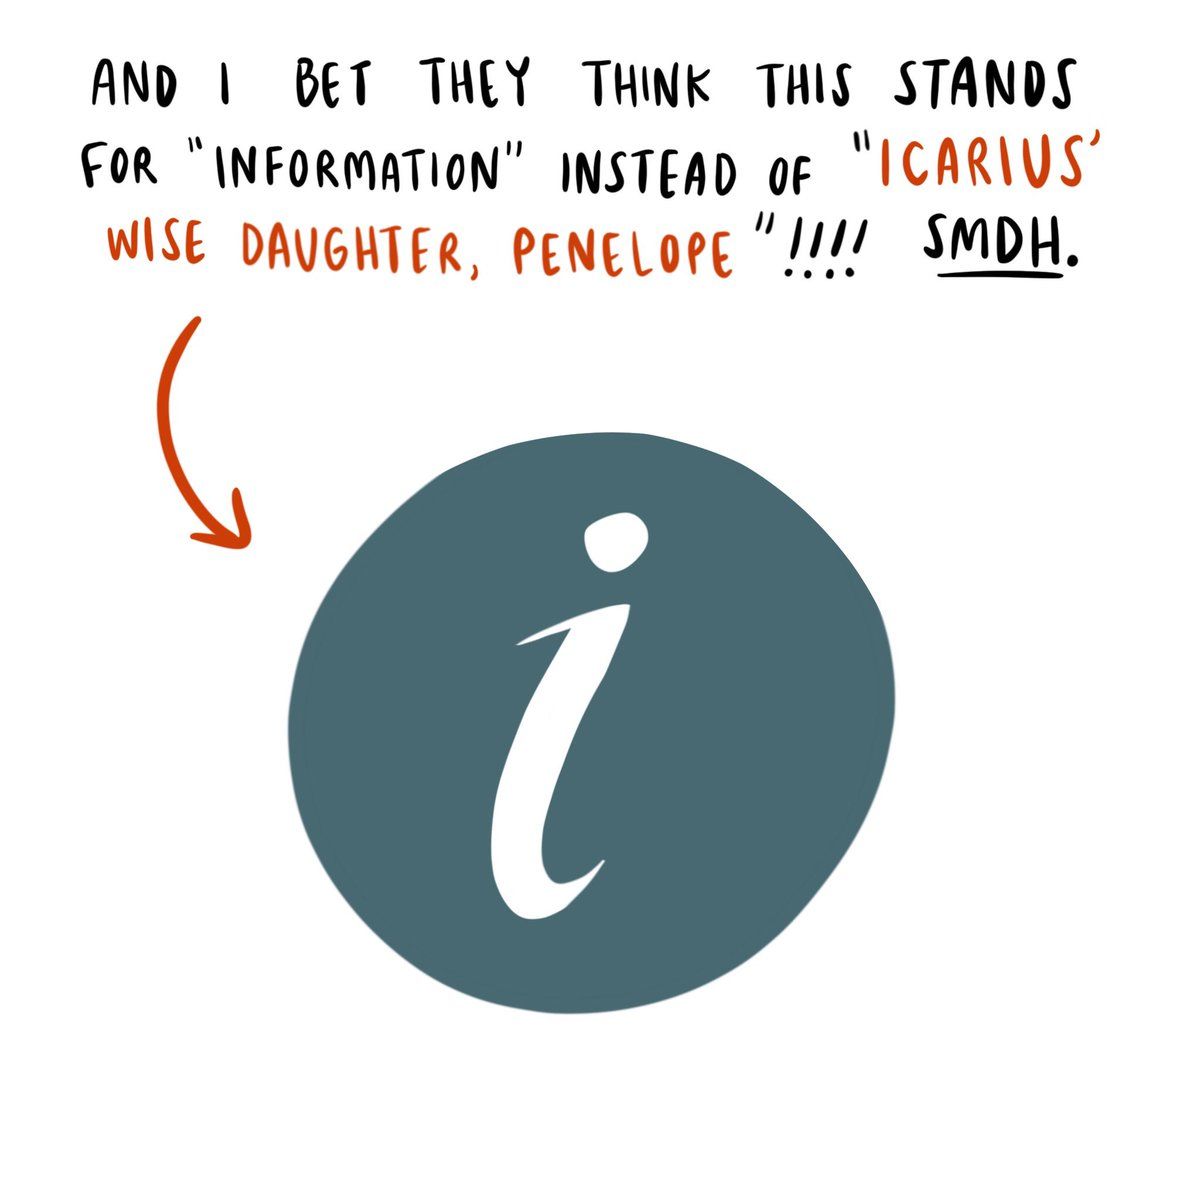 AND I BET THEY THINK THIS STANDS
FOR "INFORMATION" INSTEAD OF "ICARIUS'
WISE DAUGHTER, PENELOPE"!!!! SMDH.
i